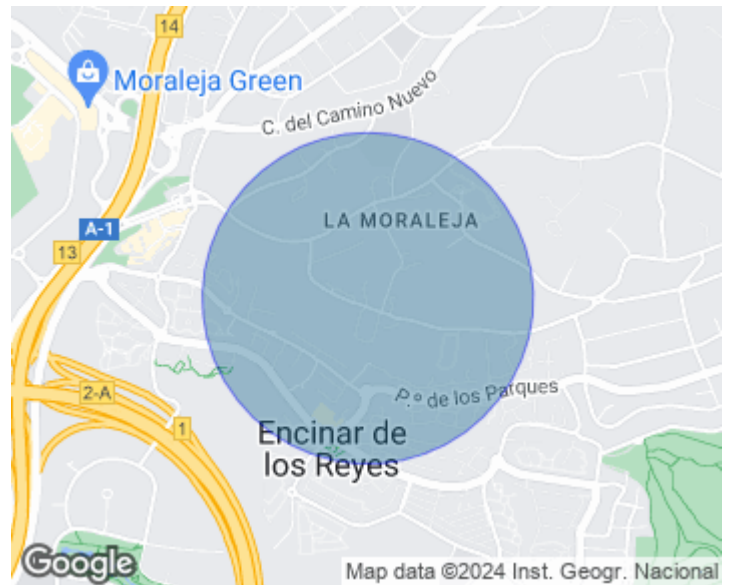 14
Moraleja Green
C. del Camino Nuevo
LA MORALEJA
A-1
13
P.º de los Parques
2-A
1
Encinar de
los Reyes
Google
Map data ©2024 Inst. Geogr. Nacional